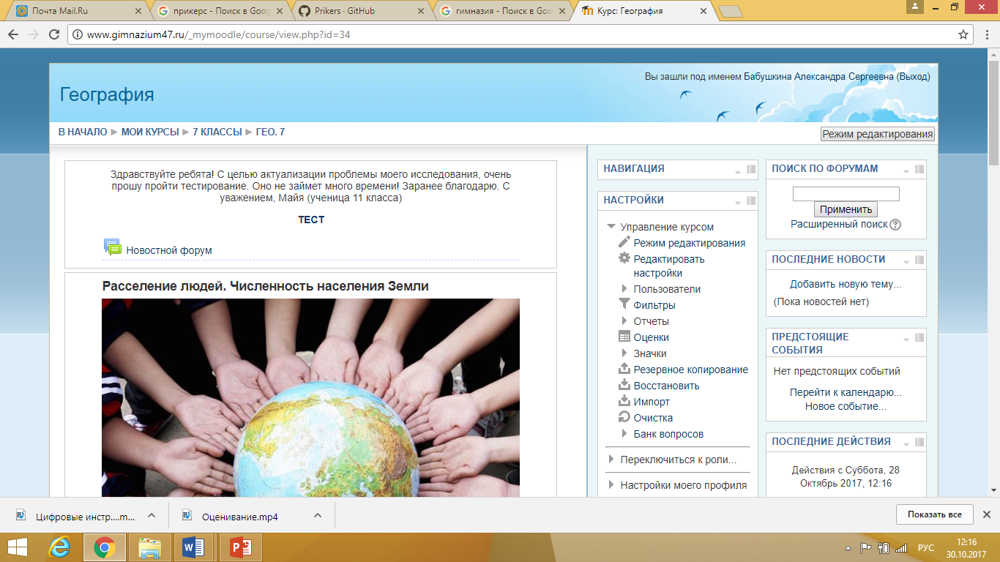 Почта Mail.Ru
прикерс - Поиск в Goog
Prikers · GitHub
гимназия - Поиск в Goo
Курс: География
www.gimnazium47.ru/_mymoodle/course/view.php?id=34
Вы зашли под именем Бабушкина Александра Сергеевна (Выход)
География
В НАЧАЛО ► МОИ КУРСЫ ► 7 КЛАССЫ ► ГЕО. 7
Режим редактирования
Здравствуйте ребята! С целью актуализации проблемы моего исследования, очень
прошу пройти тестирование. Оно не займет много времени! Заранее благодарю. С
уважением, Майя (ученица 11 класса)
ТЕСТ
Новостной форум
Расселение людей. Численность населения Земли
НАВИГАЦИЯ
НАСТРОЙКИ
Управление курсом
Режим редактирования
Редактировать
настройки
Пользователи
Фильтры
Отчеты
Оценки
Значки
Резервное копирование
Восстановить
Импорт
Очистка
Банк вопросов
Переключиться к роли...
Настройки моего профиля
ПОИСК ПО ФОРУМАМ
Применить
Расширенный поиск
ПОСЛЕДНИЕ НОВОСТИ
Добавить новую тему...
(Пока новостей нет)
ПРЕДСТОЯЩИЕ
СОБЫТИЯ
Нет предстоящих событий
Перейти к календарю...
Новое событие...
ПОСЛЕДНИЕ ДЕЙСТВИЯ
Действия с Суббота, 28
Октябрь 2017, 12:16
Цифровые инстр....m...
Оценивание.mp4
Показать все
РУС
12:16
30.10.2017